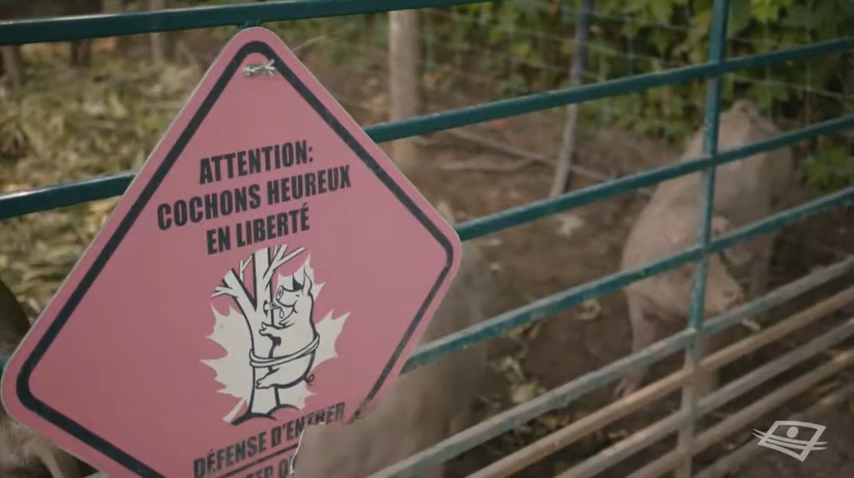 ATTENTION:
COCHONS HEUREUX
EN LIBERTÉ
DÉFENSE D'ENTRER